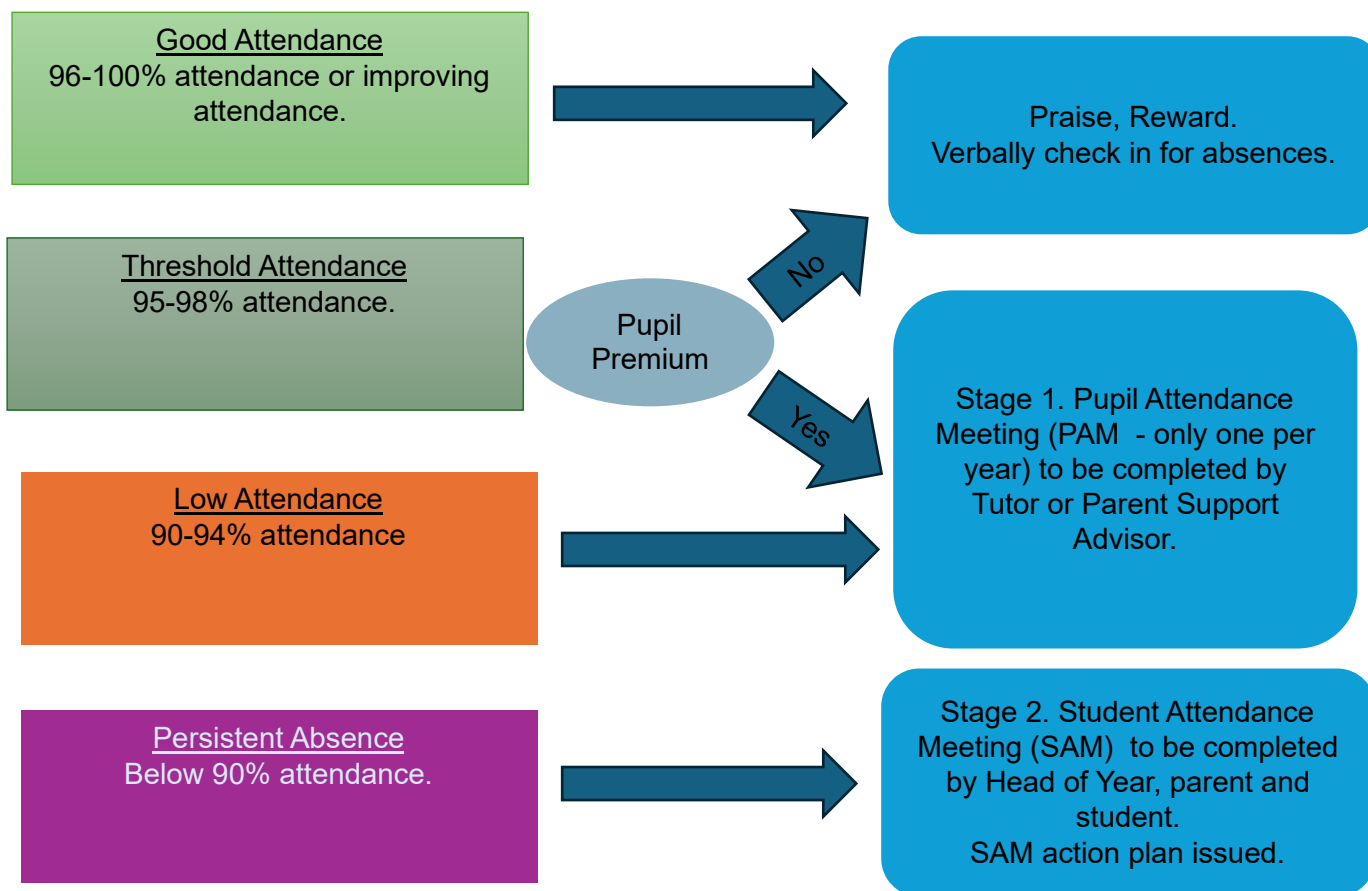 Good Attendance
96-100% attendance or improving
attendance.
Praise, Reward.
Verbally check in for absences.
Threshold Attendance
95-98% attendance.
Pupil
Premium
No
Yes
Stage 1. Pupil Attendance
Meeting (PAM  - only one per
year) to be completed by
Tutor or Parent Support
Advisor.
Low Attendance
90-94% attendance
Persistent Absence
Below 90% attendance.
Stage 2. Student Attendance
Meeting (SAM)  to be completed
by Head of Year, parent and
student.
SAM action plan issued.